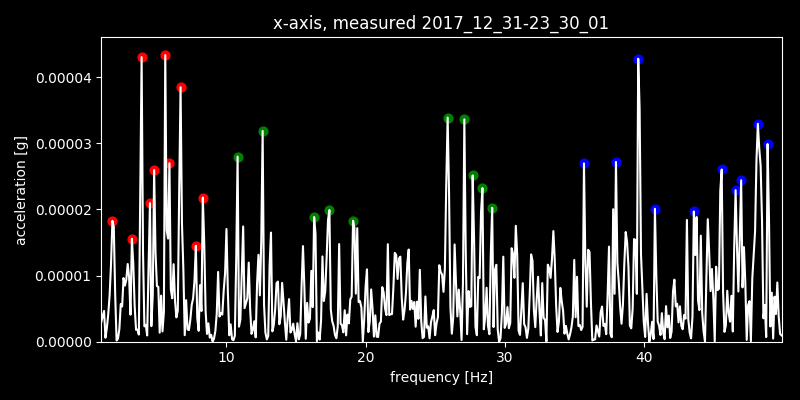 x-axis, measured 2017_12_31-23_30_01
0.00004
0.00003
0.00002
0.00001
0.00000
acceleration [g]
10 20 30 40
frequency [Hz]